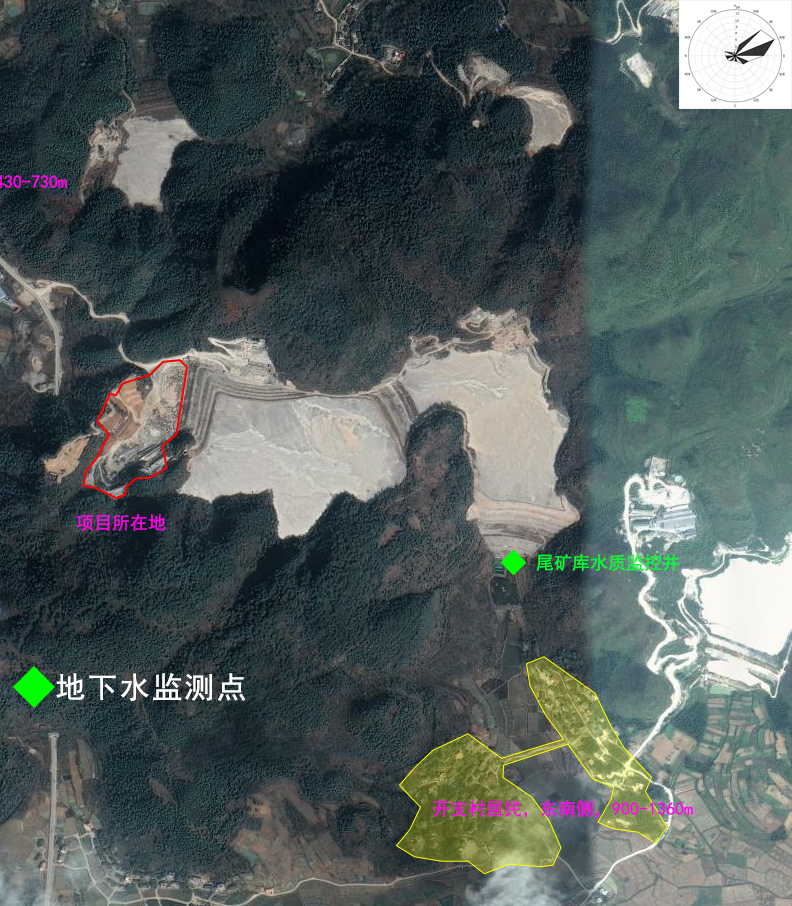 430-730m
项目所在地
尾矿库水质监控井
地下水监测点
开支村居民，东南侧，900-1360m